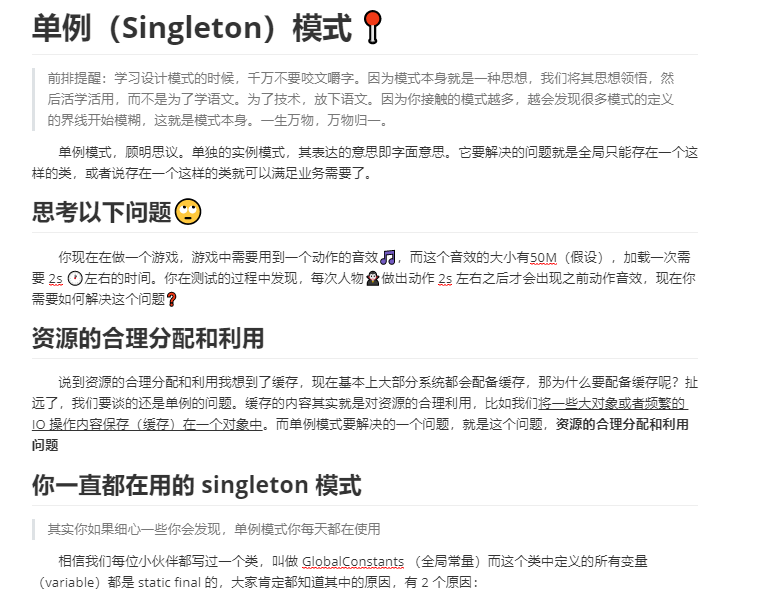 单例（Singleton）模式📍
前排提醒：学习设计模式的时候，千万不要咬文嚼字。因为模式本身就是一种思想，我们将其思想领悟，然
后活学活用，而不是为了学语文。为了技术，放下语文。因为你接触的模式越多，越会发现很多模式的定义
的界线开始模糊，这就是模式本身。一生万物，万物归一。
单例模式，顾明思议。单独的实例模式，其表达的意思即字面意思。它要解决的问题就是全局只能存在一个这
样的类，或者说存在一个这样的类就可以满足业务需要了。
思考以下问题🙄
你现在在做一个游戏，游戏中需要用到一个动作的音效🎵，而这个音效的大小有50M（假设），加载一次需
要 2s 🕐左右的时间。你在测试的过程中发现，每次人物🧛做出动作 2s 左右之后才会出现之前动作音效，现在你
需要如何解决这个问题❓
资源的合理分配和利用
说到资源的合理分配和利用我想到了缓存，现在基本上大部分系统都会配备缓存，那为什么要配备缓存呢？扯
远了，我们要谈的还是单例的问题。缓存的内容其实就是对资源的合理利用，比如我们将一些大对象或者频繁的
IO 操作内容保存（缓存）在一个对象中。而单例模式要解决的一个问题，就是这个问题，资源的合理分配和利用
问题
你一直都在用的 singleton 模式
其实你如果细心一些你会发现，单例模式你每天都在使用
相信我们每位小伙伴都写过一个类，叫做 GlobalConstants （全局常量）而这个类中定义的所有变量
（variable）都是 static final 的，大家肯定都知道其中的原因，有 2 个原因：